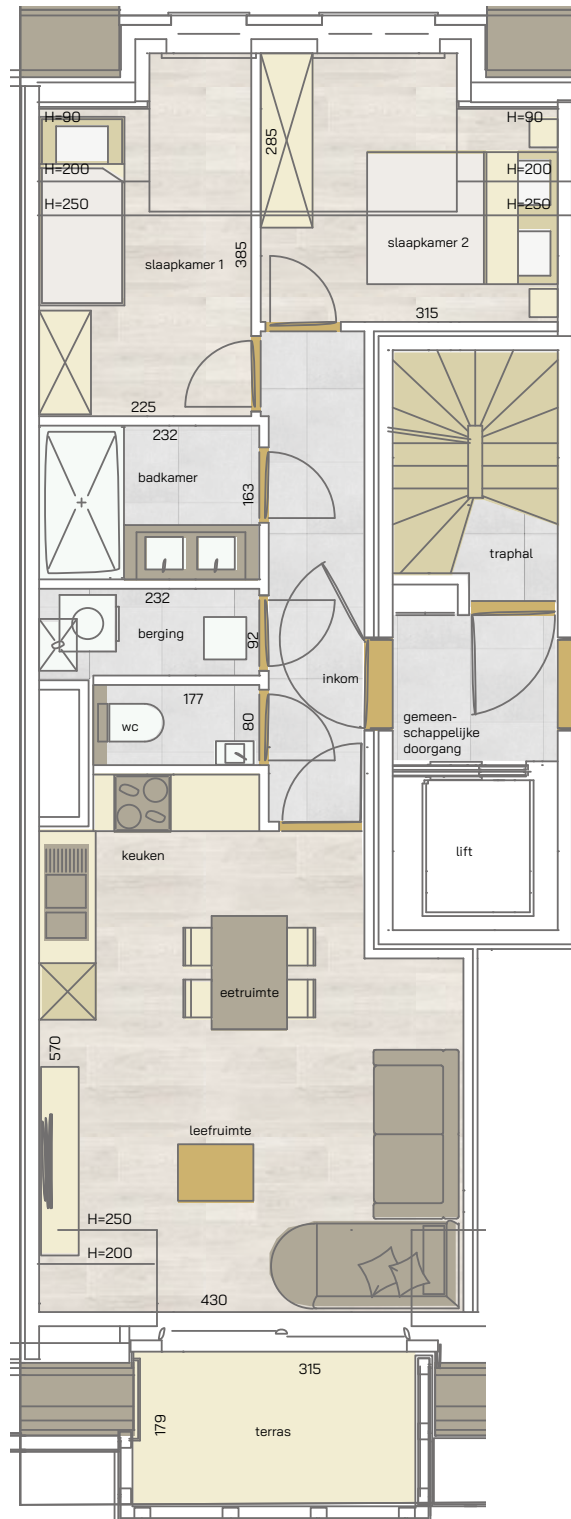 H=90
H=90
285
H=200
H=200
H=250
H=250
slaapkamer 1
385
slaapkamer 2
315
225
232
badkamer
163
traphal
232
berging
92
inkom
177
wc
80
gemeen-
schappelijke
doorgang
keuken
lift
eetruimte
570
leefruimte
H=250
H=200
430
315
179
terras